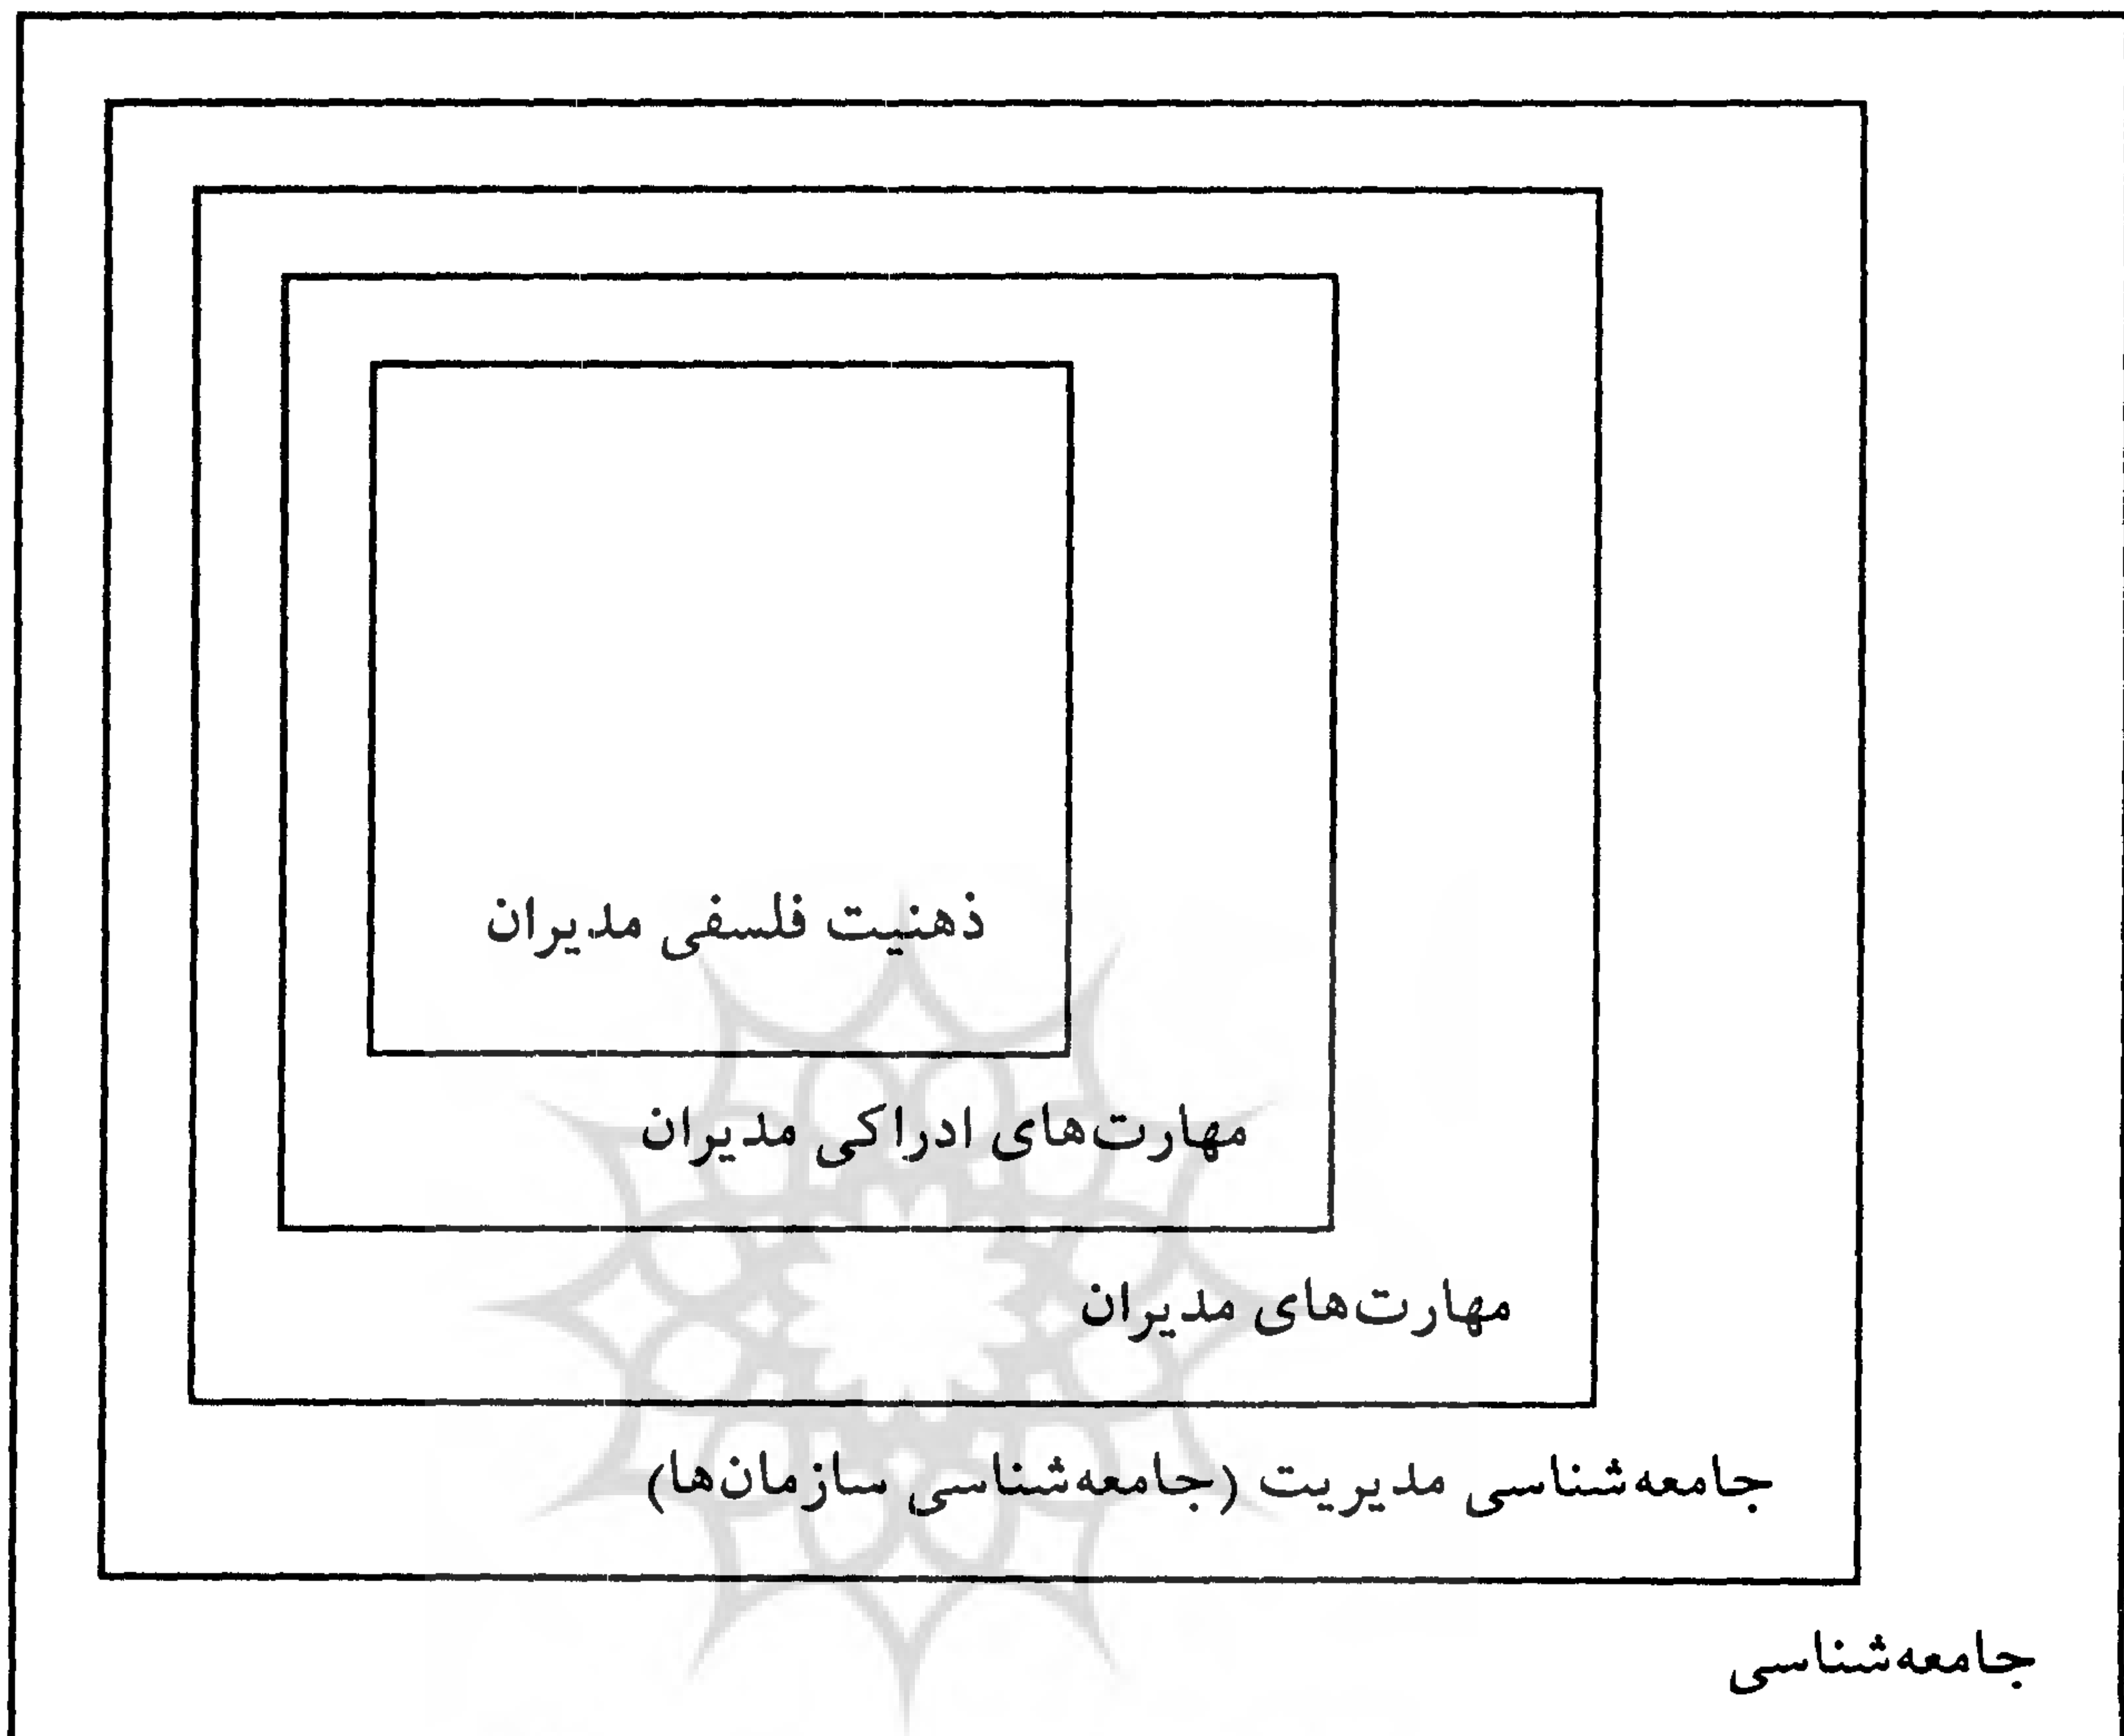 ذهنیت فلسفی مدیران
مهارت‌های ادراکی مدیران
مهارت‌های مدیران
جامعه‌شناسی مدیریت (جامعه‌شناسی سازمان‌ها)
جامعه‌شناسی